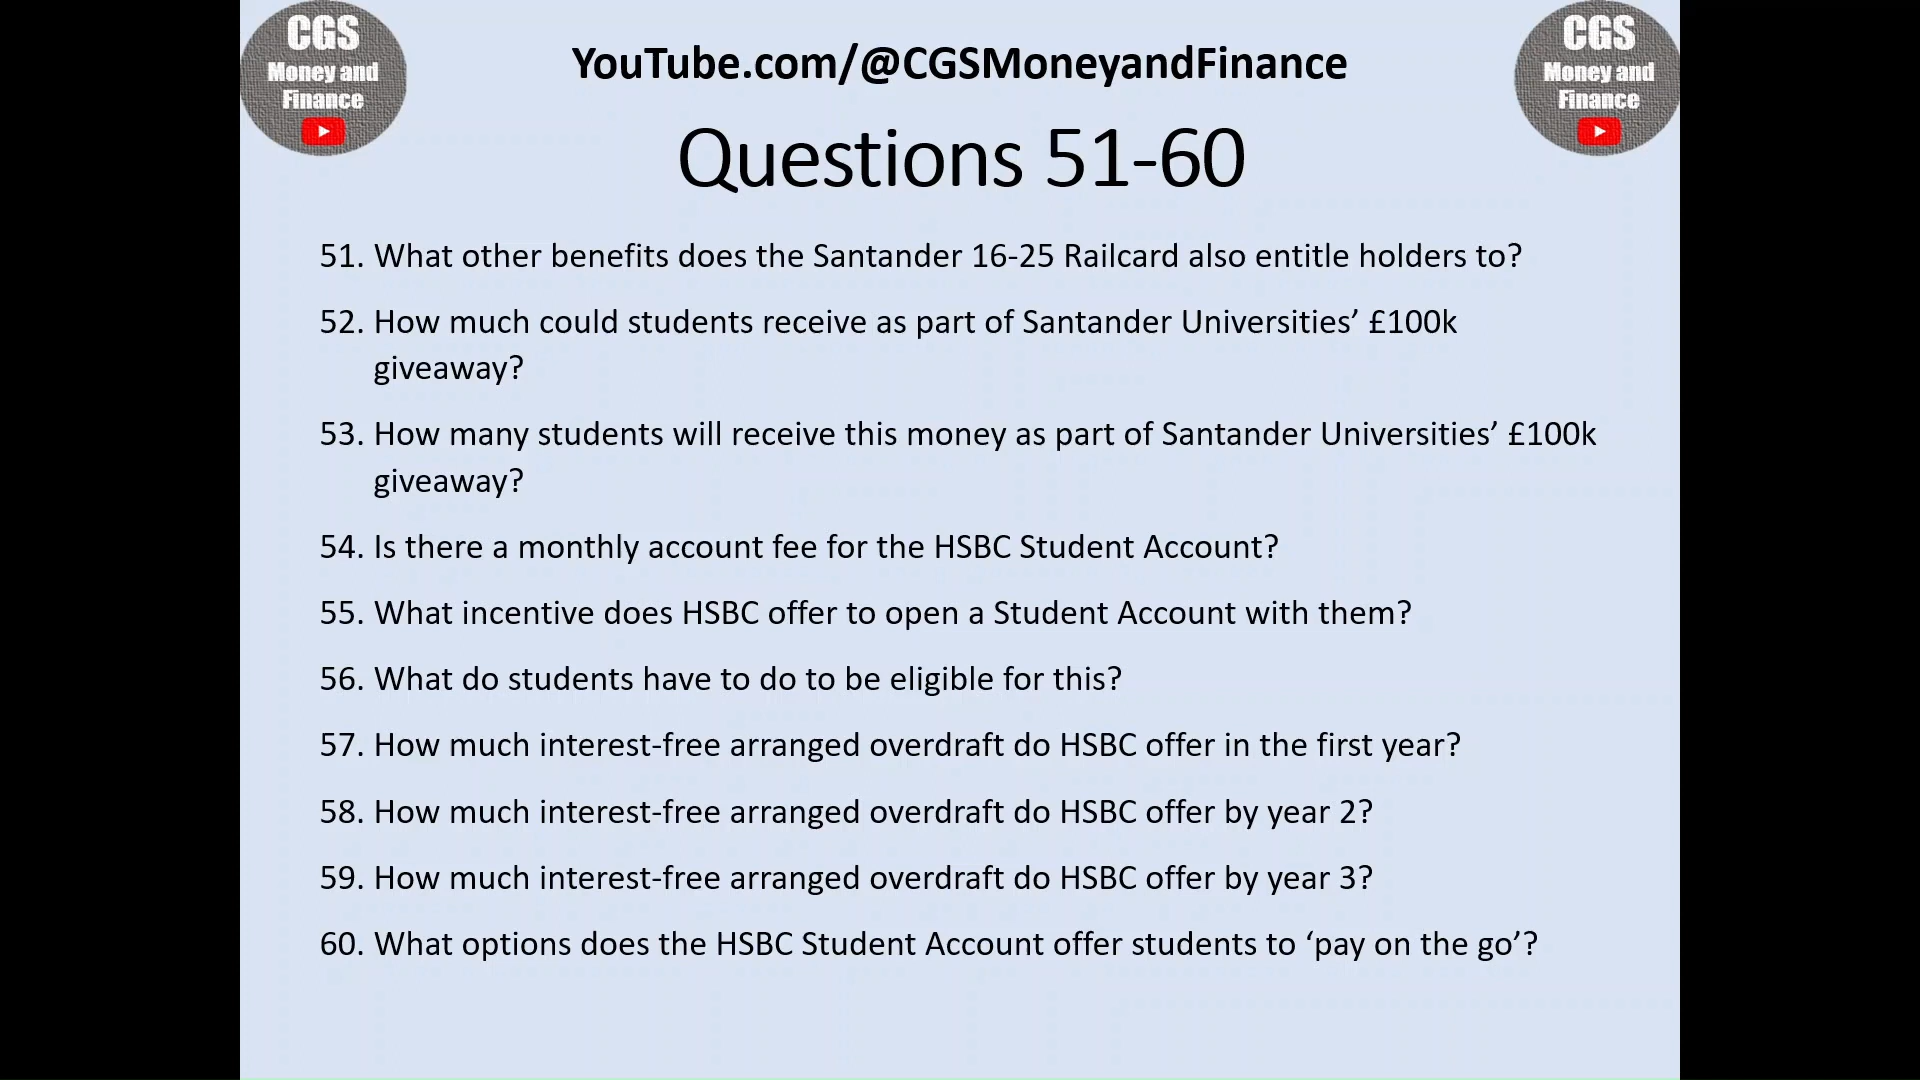 CGS
Money and
Finance
YouTube.com/@CGSMoneyandFinance
CGS
Money and
Finance
Questions 51-60
51. What other benefits does the Santander 16-25 Railcard also entitle holders to?
52. How much could students receive as part of Santander Universities’ £100k
giveaway?
53. How many students will receive this money as part of Santander Universities’ £100k
giveaway?
54. Is there a monthly account fee for the HSBC Student Account?
55. What incentive does HSBC offer to open a Student Account with them?
56. What do students have to do to be eligible for this?
57. How much interest-free arranged overdraft do HSBC offer in the first year?
58. How much interest-free arranged overdraft do HSBC offer by year 2?
59. How much interest-free arranged overdraft do HSBC offer by year 3?
60. What options does the HSBC Student Account offer students to ‘pay on the go’?